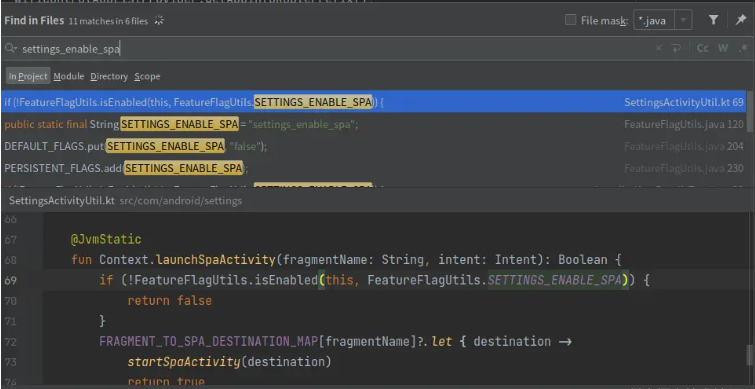 Find in Files 11 matches in 6 files File mask: *.java
settings_enable_spa Cc W .*
In Project Module Directory Scope
if (!FeatureFlagUtils.isEnabled(this, FeatureFlagUtils.SETTINGS_ENABLE_SPA)) { SettingsActivityUtil.kt 69
public static final String SETTINGS_ENABLE_SPA = "settings_enable_spa"; FeatureFlagUtils.java 120
DEFAULT_FLAGS.put(SETTINGS_ENABLE_SPA, "false"); FeatureFlagUtils.java 204
PERSISTENT_FLAGS.add(SETTINGS_ENABLE_SPA); FeatureFlagUtils.java 230
SettingsActivityUtil.kt src/com/android/settings
66
67 @JvmStatic
68 fun Context.launchSpaActivity(fragmentName: String, intent: Intent): Boolean {
69 if (!FeatureFlagUtils.isEnabled(this, FeatureFlagUtils.SETTINGS_ENABLE_SPA)) {
70 return false
71 }
72 FRAGMENT_TO_SPA_DESTINATION_MAP[fragmentName]?.let { destination ->
73 startSpaActivity(destination)
74 return true